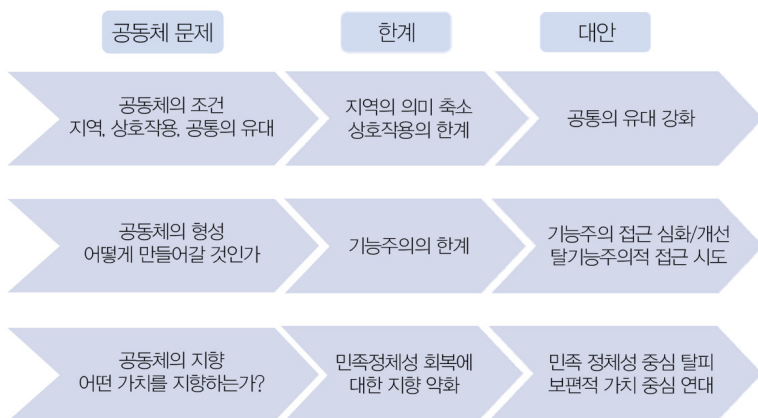 공동체 문제
한계
대안
공동체의 조건
지역, 상호작용, 공통의 유대
지역의 의미 축소
상호작용의 한계
공통의 유대 강화
공동체의 형성
어떻게 만들어갈 것인가
기능주의의 한계
기능주의 접근 심화/개선
탈기능주의적 접근 시도
공동체의 지향
어떤 가치를 지향하는가?
민족정체성 회복에
대한 지향 약화
민족 정체성 중심 탈피
보편적 가치 중심 연대